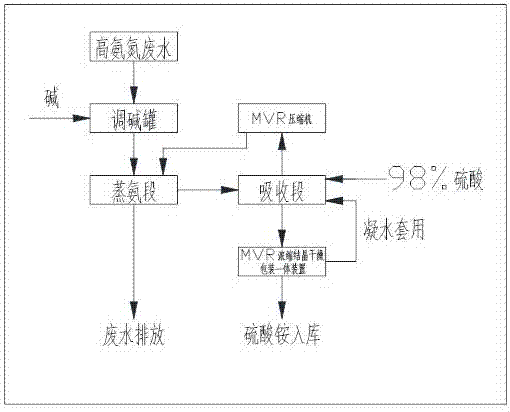 高氨氮废水
碱
调碱罐
MVR压缩机
蒸氨段
吸收段
98%硫酸
凝水套用
MVR浓缩结晶干燥
包装一体装置
废水排放
硫酸铵入库